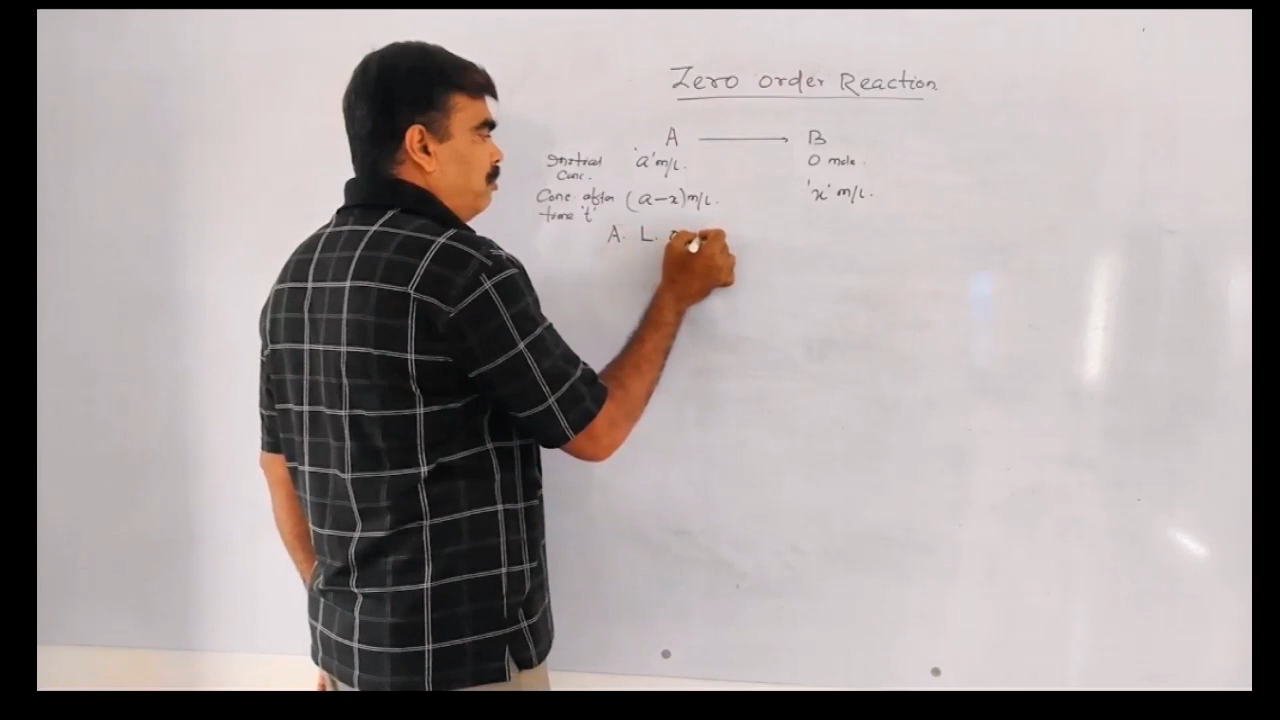 Zero order Reaction
A ⟶ B
Initial 'a' m/L. 0 mole.
Conc.
Conc. after (a-x) m/L. 'x' m/L.
time 't'
A. L.